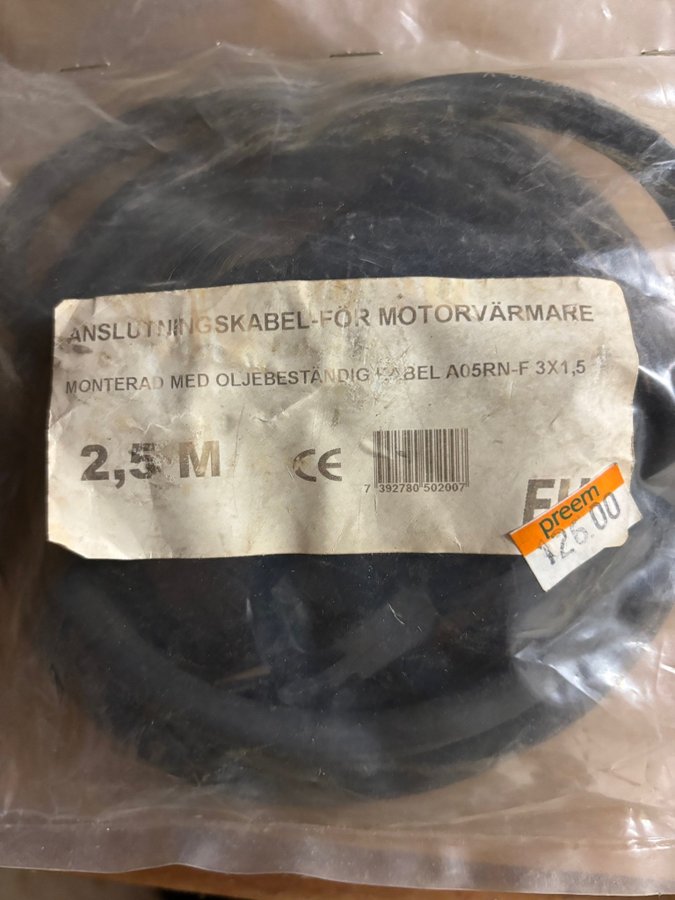 ANSLUTNINGSKABEL-FÖR MOTORVÄRMARE
MONTERAD MED OLJEBESTÄNDIG KABEL A05RN-F 3X1,5
2,5 M CE
7 392780 502007
preem
126.00